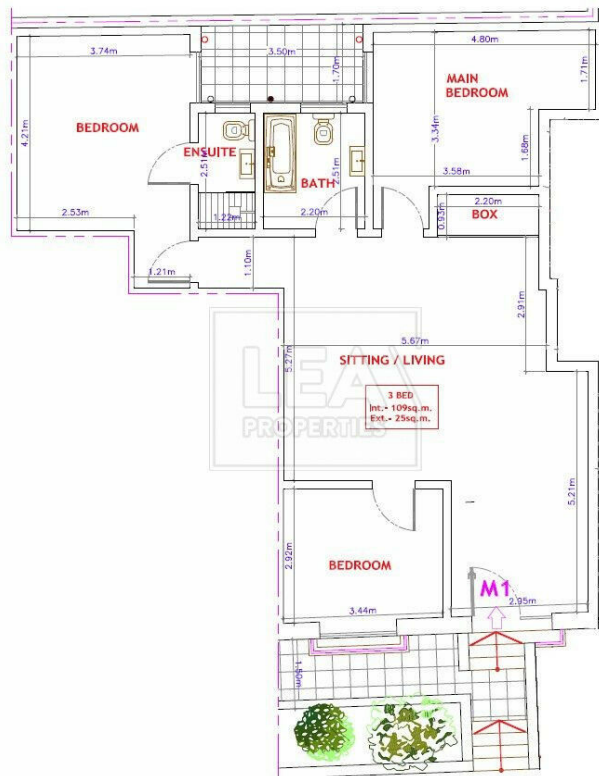 3.74m
3.50m
4.80m
1.70m
1.71m
MAIN
BEDROOM
4.21m
BEDROOM
3.34m
ENSUITE
2.51m
2.51m
BATH
1.68m
3.58m
2.53m
1.22m
2.20m
2.20m
BOX
0.93m
1.21m
1.10m
2.91m
5.67m
5.27m
SITTING / LIVING
LEA
PROPERTIES
3 BED
Int.- 109sq.m.
Ext.- 25sq.m.
5.21m
2.92m
BEDROOM
M1
3.44m
2.95m
1.50m